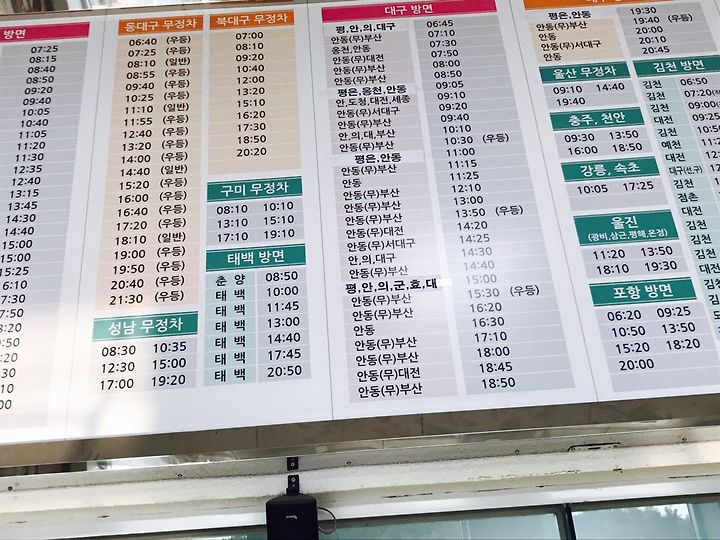 방면
07:25
08:15
08:40
08:50
09:20
09:40
10:05
10:40
11:05
11:20
11:30
12:35
12:40
13:15
13:45
14:30
14:40
15:00
15:00
15:25
동대구 무정차
06:40 (우등)
07:25 (우등)
08:10 (일반)
08:55 (우등)
09:40 (우등)
10:25 (우등)
11:10 (일반)
11:55 (우등)
12:40 (우등)
13:20 (우등)
14:00 (우등)
14:40 (일반)
15:20 (우등)
16:00 (우등)
16:40 (우등)
17:20 (우등)
18:10 (일반)
19:00 (우등)
19:50 (우등)
20:40 (우등)
21:30 (우등)
성남 무정차
08:30 10:35
12:30 15:00
17:00 19:20
북대구 무정차
07:00
08:10
09:20
10:40
12:00
13:20
15:10
16:20
17:30
18:50
20:20
구미 무정차
08:10 10:10
13:10 15:10
17:10 19:10
태백 방면
춘 양 08:50
태 백 10:00
태 백 11:45
태 백 13:00
태 백 14:40
태 백 17:45
태 백 20:50
대구 방면
평,안,의,대구 06:45
안동(무)부산 07:10
옹천,안동 07:30
안동(무)대전 08:00
안동(무)부산 08:50
평은,옹천,안동 09:05
안,도청,대전,세종 09:10
안동(무)서대구 09:20
안동(무)부산 09:40
안,의,대,부산 10:10
안동(무)부산 10:30 (우등)
평은,안동 11:00
안동(무)부산 11:15
안동 11:25
안동(무)부산 12:10
안동(무)대전 13:00
안동(무)부산 13:50 (우등)
안동(무)대전 14:20
안동(무)서대구 14:25
안,의,대구 14:30
안동(무)부산 14:40
평,안,의,군,효,대 15:00
안동(무)부산 15:30 (우등)
안동(무)부산 16:20
안동 16:30
안동(무)부산 17:10
안동(무)부산 18:00
안동(무)대전 18:45
안동(무)부산 18:50
평은,안동 19:30
안동(무)부산 19:40 (우등)
안동 20:00
안동(무)서대구 20:10
안동 20:45
울산 무정차
09:10 14:40
19:40
충주, 천안
09:30 13:50
16:00 18:50
강릉, 속초
10:05 17:25
울진
(광비,삼근,평해,온정)
11:20 13:50
18:10 19:30
포항 방면
06:20 09:25
10:50 13:50
15:20 18:20
20:00
김천 방면
김천 06:50
김천 07:20
김천 09:00
김천
예천
대전
대구(선,구)
김천
점촌
대전
김천
김천
대전
김천